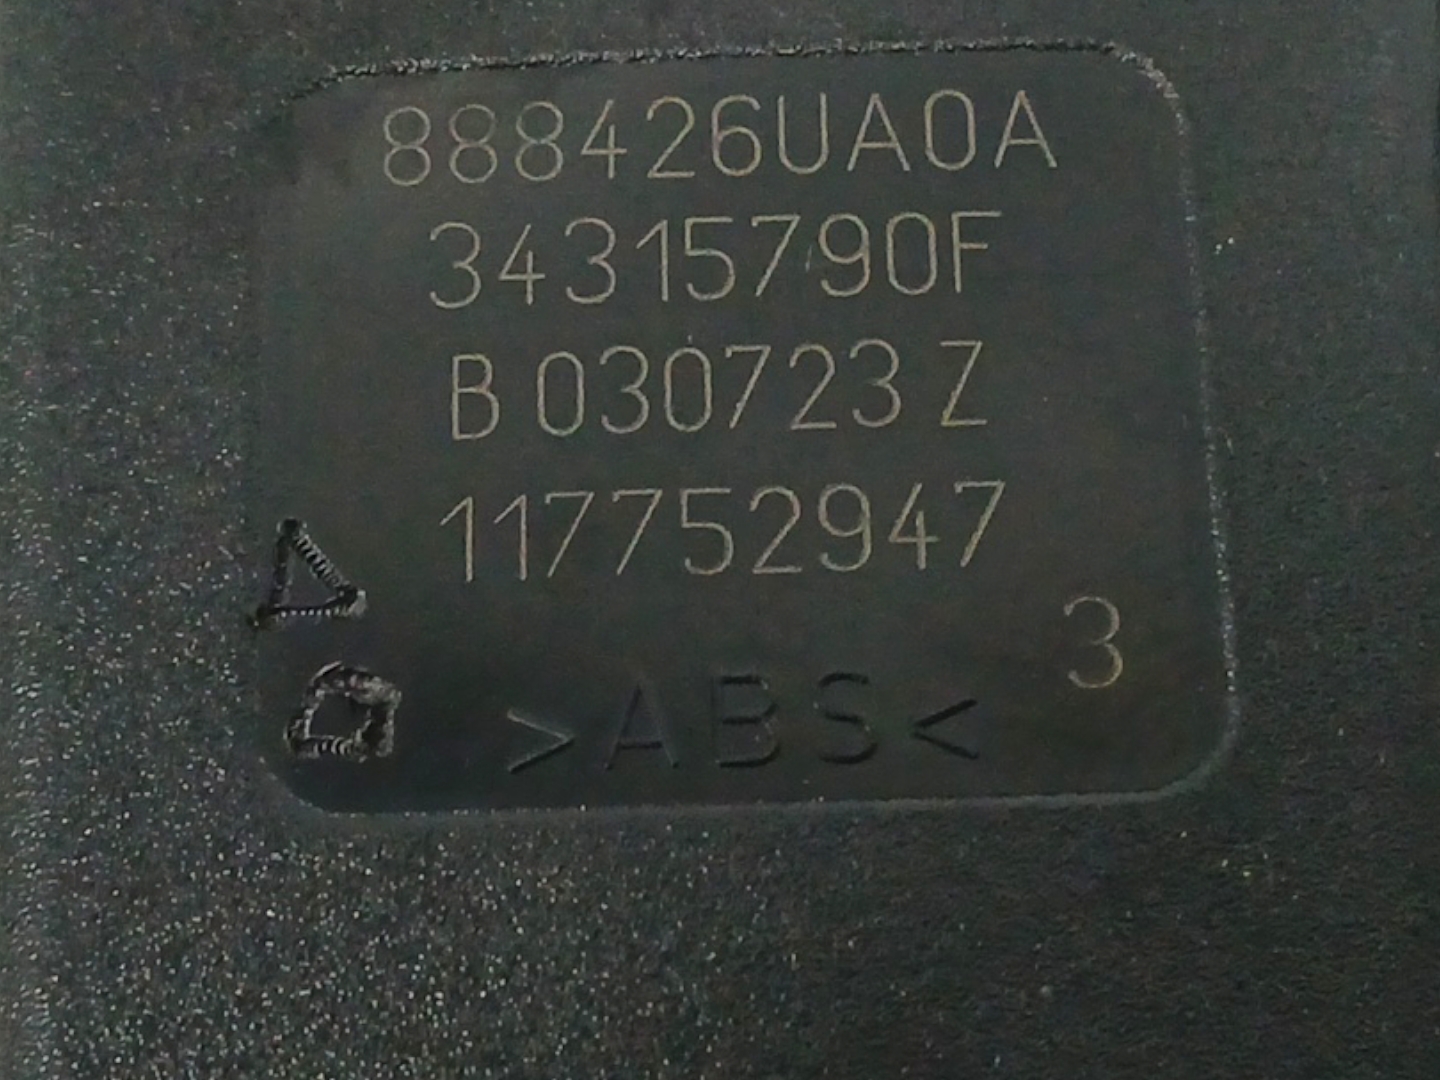 888426UA0A
34315790F
B 030723 Z
117752947
3
>ABS<